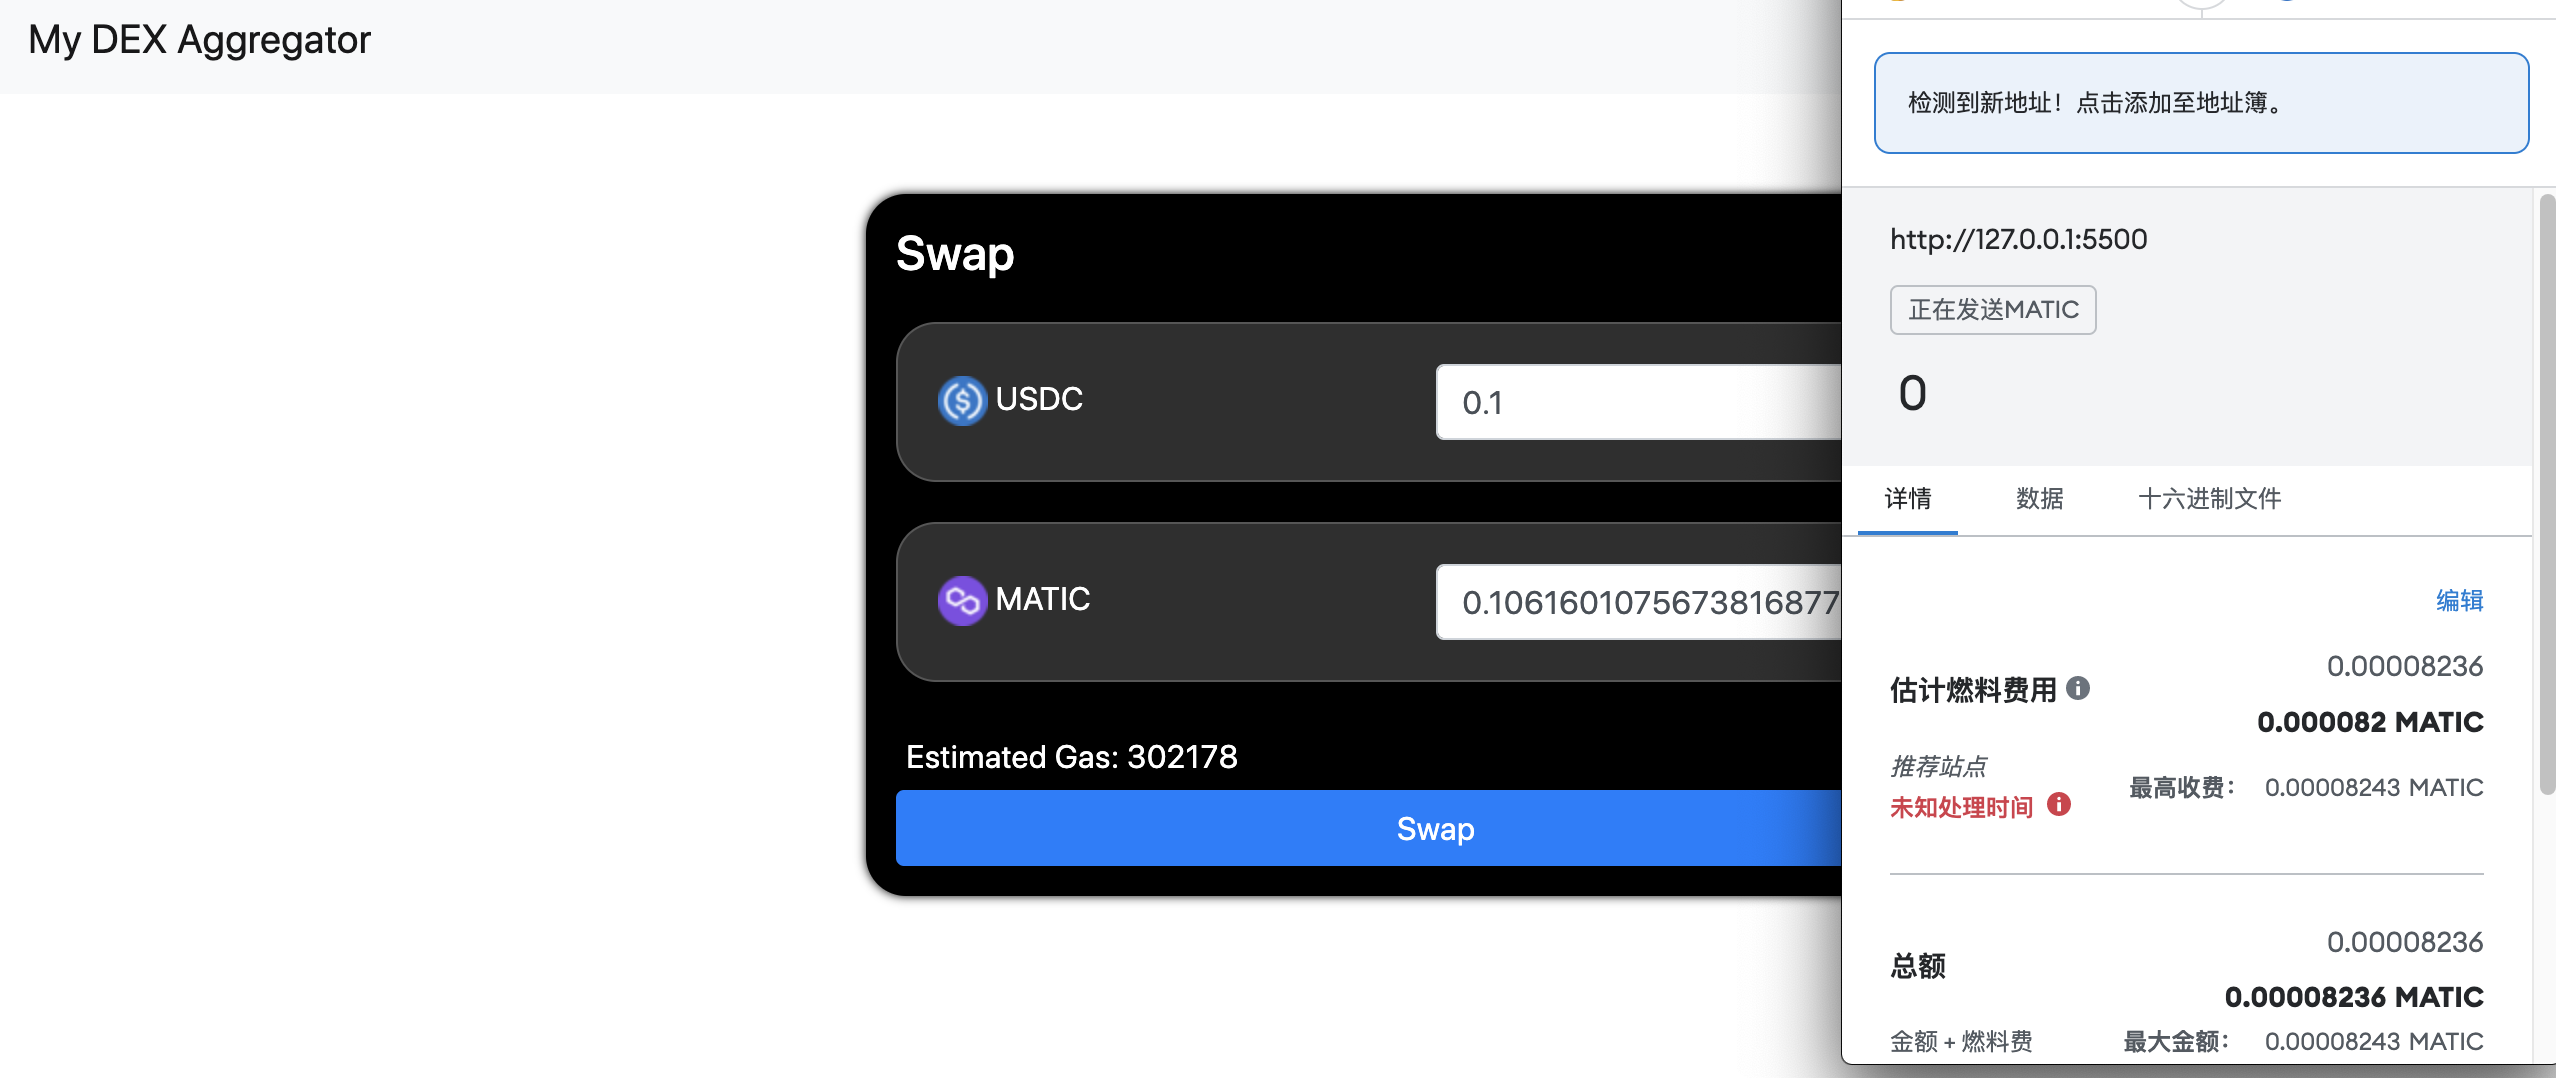 My DEX Aggregator
Swap
USDC
0.1
MATIC
0.1061601075673816877
Estimated Gas: 302178
Swap
检测到新地址！点击添加至地址簿。
http://127.0.0.1:5500
正在发送MATIC
0
详情 数据 十六进制文件
编辑
0.00008236
估计燃料费用
0.000082 MATIC
推荐站点
未知处理时间
最高收费： 0.00008243 MATIC
0.00008236
总额
0.00008236 MATIC
金额 + 燃料费 最大金额： 0.00008243 MATIC